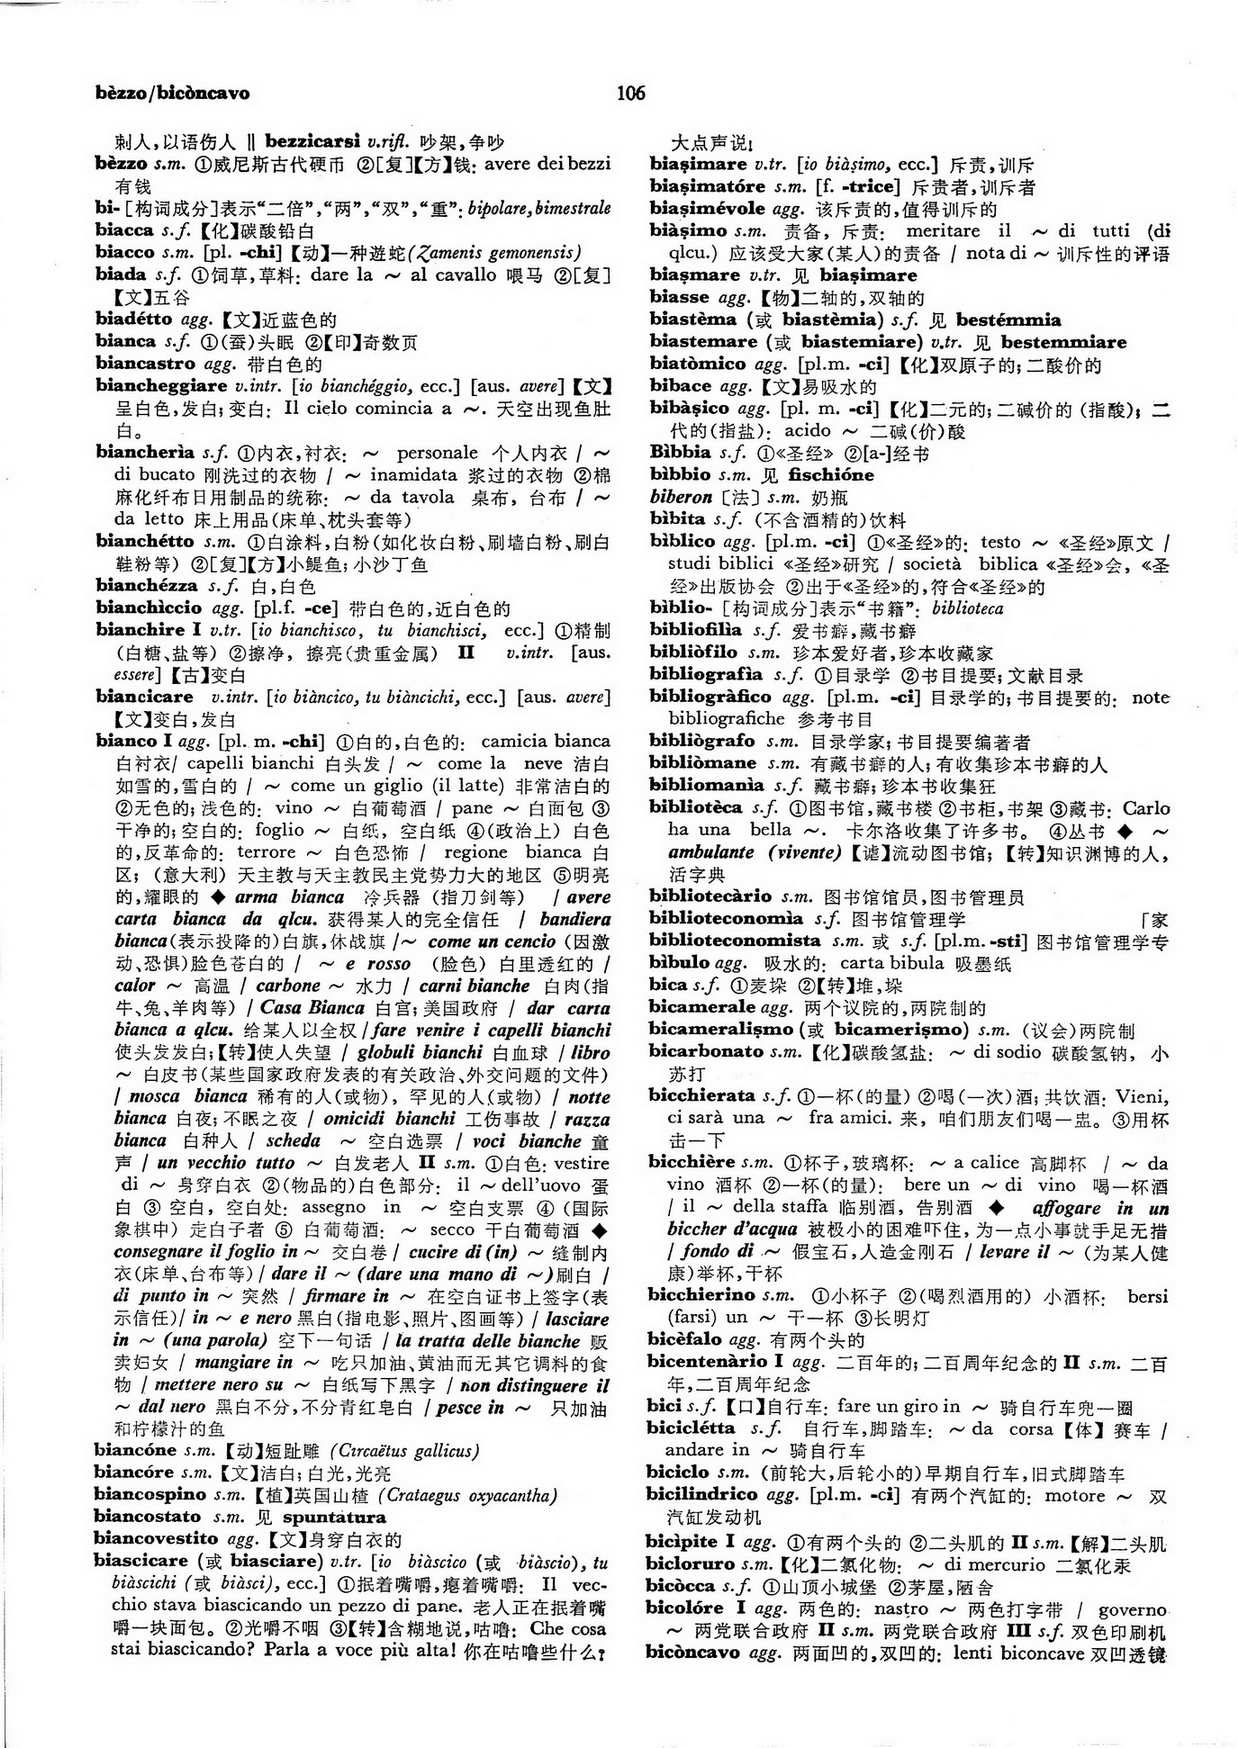 bèzzo/bicòncavo
106
刺人,以语伤人 ‖ bezzicarsi v.rifl. 吵架,争吵
bèzzo s.m. ①威尼斯古代硬币 ②[复]【方】钱: avere dei bezzi
有钱
bi- [构词成分]表示“二倍”,“两”,“双”,“重”: bipolare, bimestrale
biacca s.f. 【化】碳酸铅白
biacco s.m. [pl. -chi] 【动】一种遊蛇(Zamenis gemonensis)
biada s.f. ①饲草,草料: dare la ～ al cavallo 喂马 ②[复]
【文】五谷
biadétto agg. 【文】近蓝色的
bianca s.f. ①(蚕)头眠 ②【印】奇数页
biancastro agg. 带白色的
biancheggiare v.intr. [io bianchéggio, ecc.] [aus. avere] 【文】
呈白色,发白;变白: Il cielo comincia a ～. 天空出现鱼肚
白。
biancherìa s.f. ①内衣,衬衣: ～ personale 个人内衣 / ～
di bucato 刚洗过的衣物 / ～ inamidata 浆过的衣物 ②棉
麻化纤布日用制品的统称: ～ da tavola 桌布, 台布 / ～
da letto 床上用品(床单、枕头套等)
bianchétto s.m. ①白涂料,白粉(如化妆白粉、刷墙白粉、刷白
鞋粉等) ②[复]【方】小鳀鱼;小沙丁鱼
bianchézza s.f. 白,白色
bianchìccio agg. [pl.f. -ce] 带白色的,近白色的
bianchire I v.tr. [io bianchisco, tu bianchisci, ecc.] ①精制
(白糖、盐等) ②擦净, 擦亮(贵重金属) II v.intr. [aus.
essere] 【古】变白
biancicare v.intr. [io biàncico, tu biàncichi, ecc.] [aus. avere]
【文】变白,发白
bianco I agg. [pl. m. -chi] ①白的,白色的: camicia bianca
白衬衣/ capelli bianchi 白头发 / ～ come la neve 洁白
如雪的,雪白的 / ～ come un giglio (il latte) 非常洁白的
②无色的;浅色的: vino ～ 白葡萄酒 / pane ～ 白面包 ③
干净的;空白的: foglio ～ 白纸, 空白纸 ④(政治上) 白色
的,反革命的: terrore ～ 白色恐怖 / regione bianca 白
区; (意大利) 天主教与天主教民主党势力大的地区 ⑤明亮
的,耀眼的 ◆ arma bianca 冷兵器 (指刀剑等) / avere
carta bianca da qlcu. 获得某人的完全信任 / bandiera
bianca(表示投降的)白旗,休战旗 /～ come un cencio (因激
动、恐惧)脸色苍白的 / ～ e rosso (脸色) 白里透红的 /
calor ～ 高温 / carbone ～ 水力 / carni bianche 白肉(指
牛、兔、羊肉等) / Casa Bianca 白宫;美国政府 / dar carta
bianca a qlcu. 给某人以全权 /fare venire i capelli bianchi
使头发发白;【转】使人失望 / globuli bianchi 白血球 / libro
～ 白皮书(某些国家政府发表的有关政治、外交问题的文件)
/ mosca bianca 稀有的人(或物), 罕见的人(或物) / notte
bianca 白夜;不眠之夜 / omicidi bianchi 工伤事故 / razza
bianca 白种人 / scheda ～ 空白选票 / voci bianche 童
声 / un vecchio tutto ～ 白发老人 II s.m. ①白色: vestire
di ～ 身穿白衣 ②(物品的)白色部分: il ～ dell'uovo 蛋
白 ③ 空白, 空白处: assegno in ～ 空白支票 ④ (国际
象棋中) 走白子者 ⑤ 白葡萄酒: ～ secco 干白葡萄酒 ◆
consegnare il foglio in ～ 交白卷 / cucire di (in) ～ 缝制内
衣(床单、台布等) / dare il ～ (dare una mano di ～)刷白 /
di punto in ～ 突然 / firmare in ～ 在空白证书上签字(表
示信任)/ in ～ e nero 黑白(指电影、照片、图画等) / lasciare
in ～ (una parola) 空下一句话 / la tratta delle bianche 贩
卖妇女 / mangiare in ～ 吃只加油、黄油而无其它调料的食
物 / mettere nero su ～ 白纸写下黑字 / non distinguere il
～ dal nero 黑白不分,不分青红皂白 / pesce in ～ 只加油
和柠檬汁的鱼
biancóne s.m. 【动】短趾雕 (Circaëtus gallicus)
biancóre s.m. 【文】洁白;白光,光亮
biancospino s.m. 【植】英国山楂 (Crataegus oxyacantha)
biancostato s.m. 见 spuntatura
biancovestito agg. 【文】身穿白衣的
biascicare (或 biasciare) v.tr. [io biàscico (或 biàscio), tu
biàscichi (或 biàsci), ecc.] ①抿着嘴嚼,瘪着嘴嚼: Il vec-
chio stava biascicando un pezzo di pane. 老人正在抿着嘴
嚼一块面包。②光嚼不咽 ③【转】含糊地说,咕噜: Che cosa
stai biascicando? Parla a voce più alta! 你在咕噜些什么?
大点声说!
biaṣimare v.tr. [io biàṣimo, ecc.] 斥责,训斥
biaṣimatóre s.m. [f. -trice] 斥责者,训斥者
biaṣimévole agg. 该斥责的,值得训斥的
biàṣimo s.m. 责备, 斥责: meritare il ～ di tutti (di
qlcu.) 应该受大家(某人)的责备 / nota di ～ 训斥性的评语
biaṣmare v.tr. 见 biaṣimare
biasse agg. 【物】二轴的,双轴的
biastèma (或 biastèmia) s.f. 见 bestémmia
biastemare (或 biastemiare) v.tr. 见 bestemmiare
biatòmico agg. [pl.m. -ci] 【化】双原子的;二酸价的
bibace agg. 【文】易吸水的
bibàṣico agg. [pl. m. -ci] 【化】二元的;二碱价的 (指酸); 二
代的(指盐): acido ～ 二碱(价)酸
Bìbbia s.f. ①《圣经》 ②[a-]经书
bìbbio s.m. 见 fischióne
biberon [法] s.m. 奶瓶
bìbita s.f. (不含酒精的)饮料
bìblico agg. [pl.m. -ci] ①《圣经》的: testo ～ 《圣经》原文 /
studi biblici 《圣经》研究 / società biblica 《圣经》会, 《圣
经》出版协会 ②出于《圣经》的,符合《圣经》的
bìblio- [构词成分]表示“书籍”: biblioteca
bibliofilìa s.f. 爱书癖,藏书癖
bibliòfilo s.m. 珍本爱好者,珍本收藏家
bibliografìa s.f. ①目录学 ②书目提要;文献目录
bibliogràfico agg. [pl.m. -ci] 目录学的;书目提要的: note
bibliografiche 参考书目
bibliògrafo s.m. 目录学家;书目提要编著者
bibliòmane s.m. 有藏书癖的人;有收集珍本书癖的人
bibliomanìa s.f. 藏书癖;珍本书收集狂
bibliotèca s.f. ①图书馆,藏书楼 ②书柜,书架 ③藏书: Carlo
ha una bella ～. 卡尔洛收集了许多书。 ④丛书 ◆ ～
ambulante (vivente) 【谑】流动图书馆; 【转】知识渊博的人,
活字典
bibliotecàrio s.m. 图书馆馆员,图书管理员
biblioteconomìa s.f. 图书馆管理学 「家
biblioteconomista s.m. 或 s.f. [pl.m. -sti] 图书馆管理学专
bìbulo agg. 吸水的: carta bibula 吸墨纸
bica s.f. ①麦垛 ②【转】堆,垛
bicamerale agg. 两个议院的,两院制的
bicameraliṣmo (或 bicameriṣmo) s.m. (议会)两院制
bicarbonato s.m. 【化】碳酸氢盐: ～ di sodio 碳酸氢钠, 小
苏打
bicchierata s.f. ①一杯(的量) ②喝(一次)酒;共饮酒: Vieni,
ci sarà una ～ fra amici. 来, 咱们朋友们喝一盅。③用杯
击一下
bicchière s.m. ①杯子,玻璃杯: ～ a calice 高脚杯 / ～ da
vino 酒杯 ②一杯(的量): bere un ～ di vino 喝一杯酒
/ il ～ della staffa 临别酒, 告别酒 ◆ affogare in un
biccher d'acqua 被极小的困难吓住,为一点小事就手足无措
/ fondo di ～ 假宝石,人造金刚石 / levare il ～ (为某人健
康)举杯,干杯
bicchierino s.m. ①小杯子 ②(喝烈酒用的) 小酒杯: bersi
(farsi) un ～ 干一杯 ③长明灯
bicèfalo agg. 有两个头的
bicentenàrio I agg. 二百年的;二百周年纪念的 II s.m. 二百
年,二百周年纪念
bici s.f. 【口】自行车: fare un giro in ～ 骑自行车兜一圈
biciclétta s.f. 自行车,脚踏车: ～ da corsa 【体】 赛车 /
andare in ～ 骑自行车
biciclo s.m. (前轮大,后轮小的)早期自行车,旧式脚踏车
bicilindrico agg. [pl.m. -ci] 有两个汽缸的: motore ～ 双
汽缸发动机
bicìpite I agg. ①有两个头的 ②二头肌的 II s.m. 【解】二头肌
bicloruro s.m. 【化】二氯化物: ～ di mercurio 二氯化汞
bicòcca s.f. ①山顶小城堡 ②茅屋,陋舍
bicolóre I agg. 两色的: nastro ～ 两色打字带 / governo
～ 两党联合政府 II s.m. 两党联合政府 III s.f. 双色印刷机
bicòncavo agg. 两面凹的,双凹的: lenti biconcave 双凹透镜